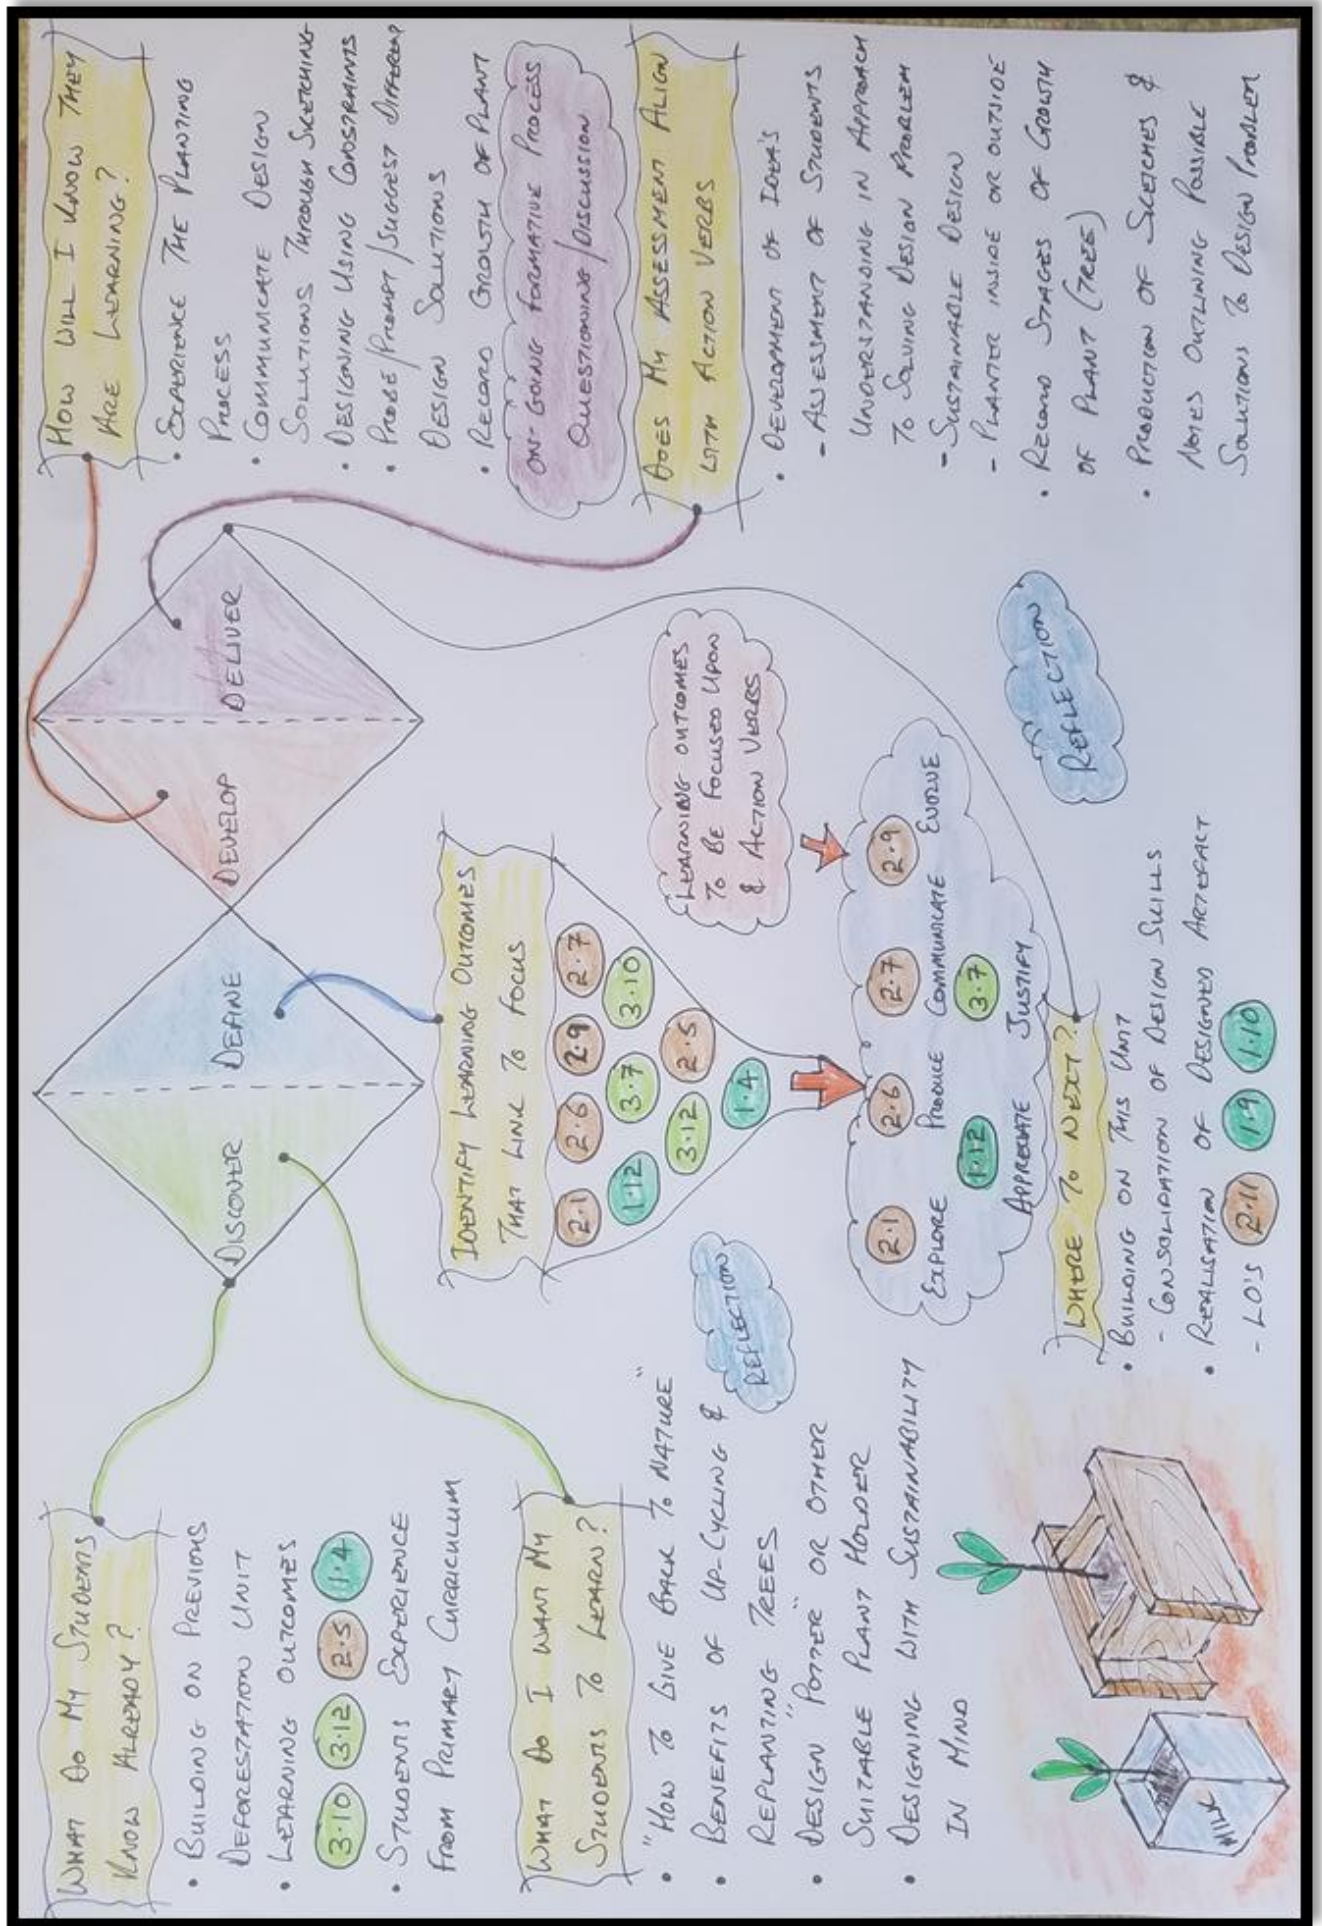 WHAT DO MY STUDENTS
KNOW ALREADY?
• BUILDING ON PREVIOUS
DEFORESTATION UNIT
• LEARNING OUTCOMES
3.10 3.12 2.5 1.4
• STUDENTS EXPERIENCE
FROM PRIMARY CURRICULUM
WHAT DO I WANT MY
STUDENTS TO LEARN?
• "HOW TO GIVE BACK TO NATURE"
• BENEFITS OF UP-CYCLING &
REPLANTING TREES
• DESIGN "POTTER" OR OTHER
SUITABLE PLANT HOLDER
• DESIGNING WITH SUSTAINABILITY
IN MIND
MILK
REFLECTION
DISCOVER
DEFINE
DEVELOP
DELIVER
IDENTIFY LEARNING OUTCOMES
THAT LINK TO FOCUS
2.1 2.6 2.9 2.7
1.12 3.7 3.10
3.12 2.5
1.4
LEARNING OUTCOMES
TO BE FOCUSED UPON
& ACTION VERBS
2.1 2.6 2.7 2.9
EXPLORE PRODUCE COMMUNICATE EVOLVE
1.12 3.7
APPRECIATE JUSTIFY
WHERE TO NEXT?
• BUILDING ON THIS UNIT
- CONSOLIDATION OF DESIGN SKILLS
• REALISATION OF DESIGNED ARTEFACT
- LO'S 2.11 1.9 1.10
REFLECTION
HOW WILL I KNOW THEY
ARE LEARNING?
• EXPERIENCE THE PLANTING
PROCESS
• COMMUNICATE DESIGN
SOLUTIONS THROUGH SKETCHING
• DESIGNING USING CONSTRAINTS
• PROBE/PROMPT/SUGGEST
DESIGN SOLUTIONS
• RECORD GROWTH OF PLANT
ON-GOING FORMATIVE PROCESS
QUESTIONING/DISCUSSION
DOES MY ASSESSMENT ALIGN
WITH ACTION VERBS
• DEVELOPMENT OF IDEA'S
- ASSESSMENT OF STUDENTS
UNDERSTANDING IN APPROACH
TO SOLVING DESIGN PROBLEM
- SUSTAINABLE DESIGN
- PLANTER INSIDE OR OUTSIDE
• RECORD STAGES OF GROWTH
OF PLANT (TREE)
• PRODUCTION OF SKETCHES &
NOTES OUTLINING POSSIBLE
SOLUTIONS TO DESIGN PROBLEM